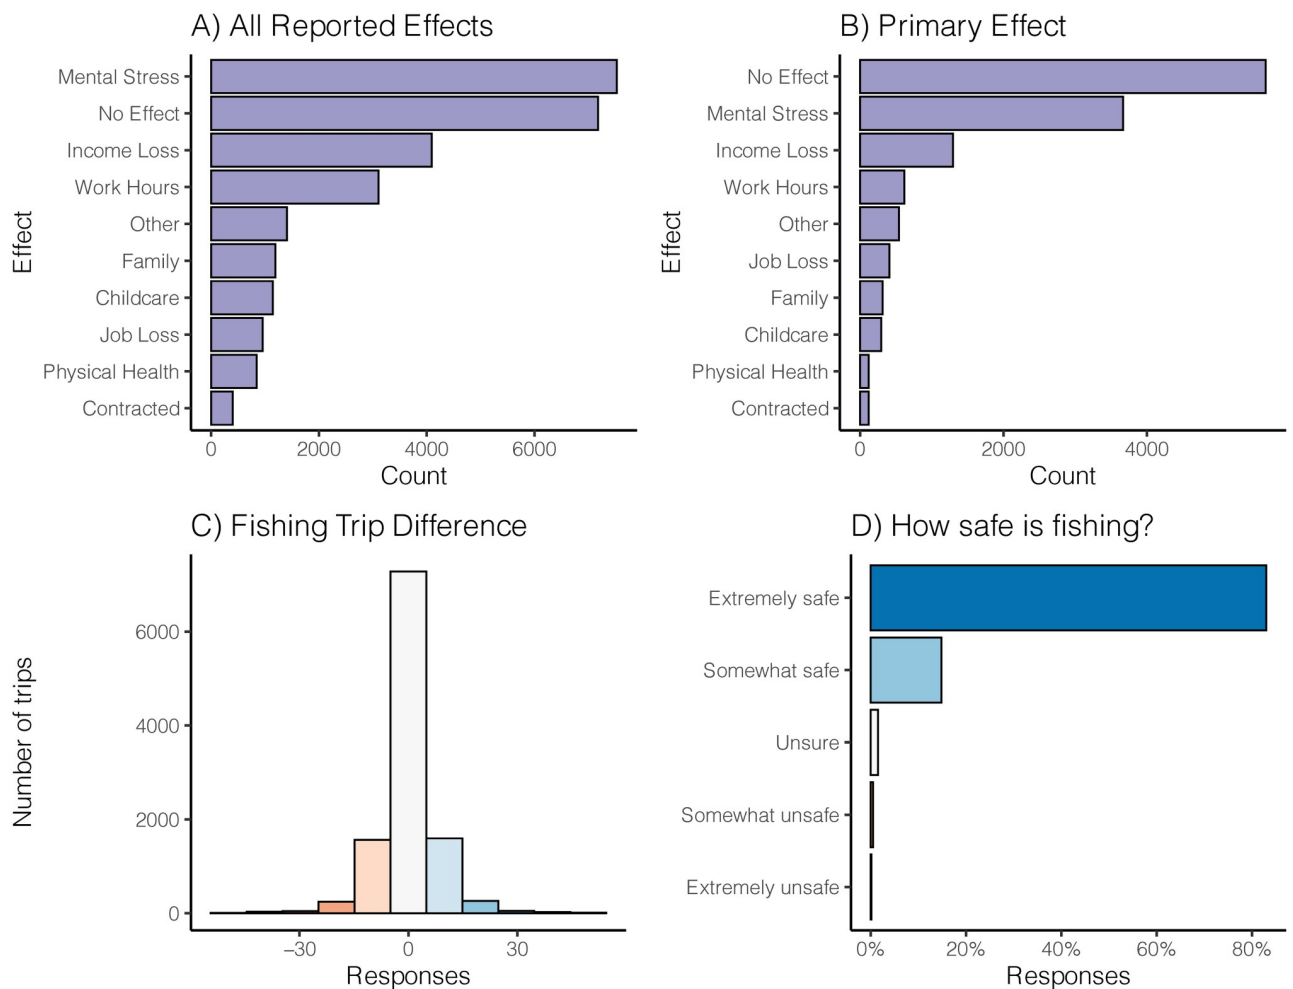 A) All Reported Effects
Effect
Mental Stress
No Effect
Income Loss
Work Hours
Other
Family
Childcare
Job Loss
Physical Health
Contracted
0 2000 4000 6000
Count
B) Primary Effect
Effect
No Effect
Mental Stress
Income Loss
Work Hours
Other
Job Loss
Family
Childcare
Physical Health
Contracted
0 2000 4000
Count
C) Fishing Trip Difference
Number of trips
6000
4000
2000
0
−30 0 30
Responses
D) How safe is fishing?
Extremely safe
Somewhat safe
Unsure
Somewhat unsafe
Extremely unsafe
0% 20% 40% 60% 80%
Responses